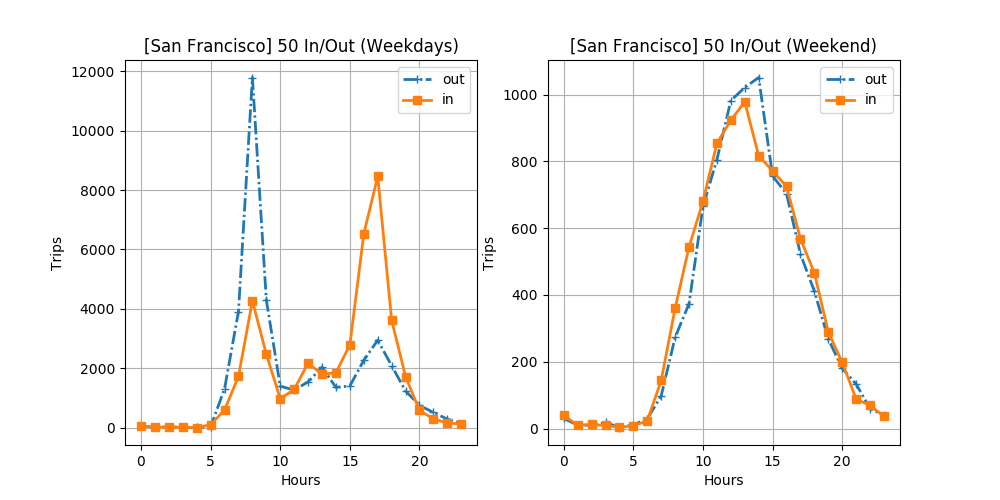 [San Francisco] 50 In/Out (Weekdays)
out
in
12000
10000
8000
6000
4000
2000
0
Trips
0 5 10 15 20
Hours
[San Francisco] 50 In/Out (Weekend)
out
in
1000
800
600
400
200
0
Trips
0 5 10 15 20
Hours